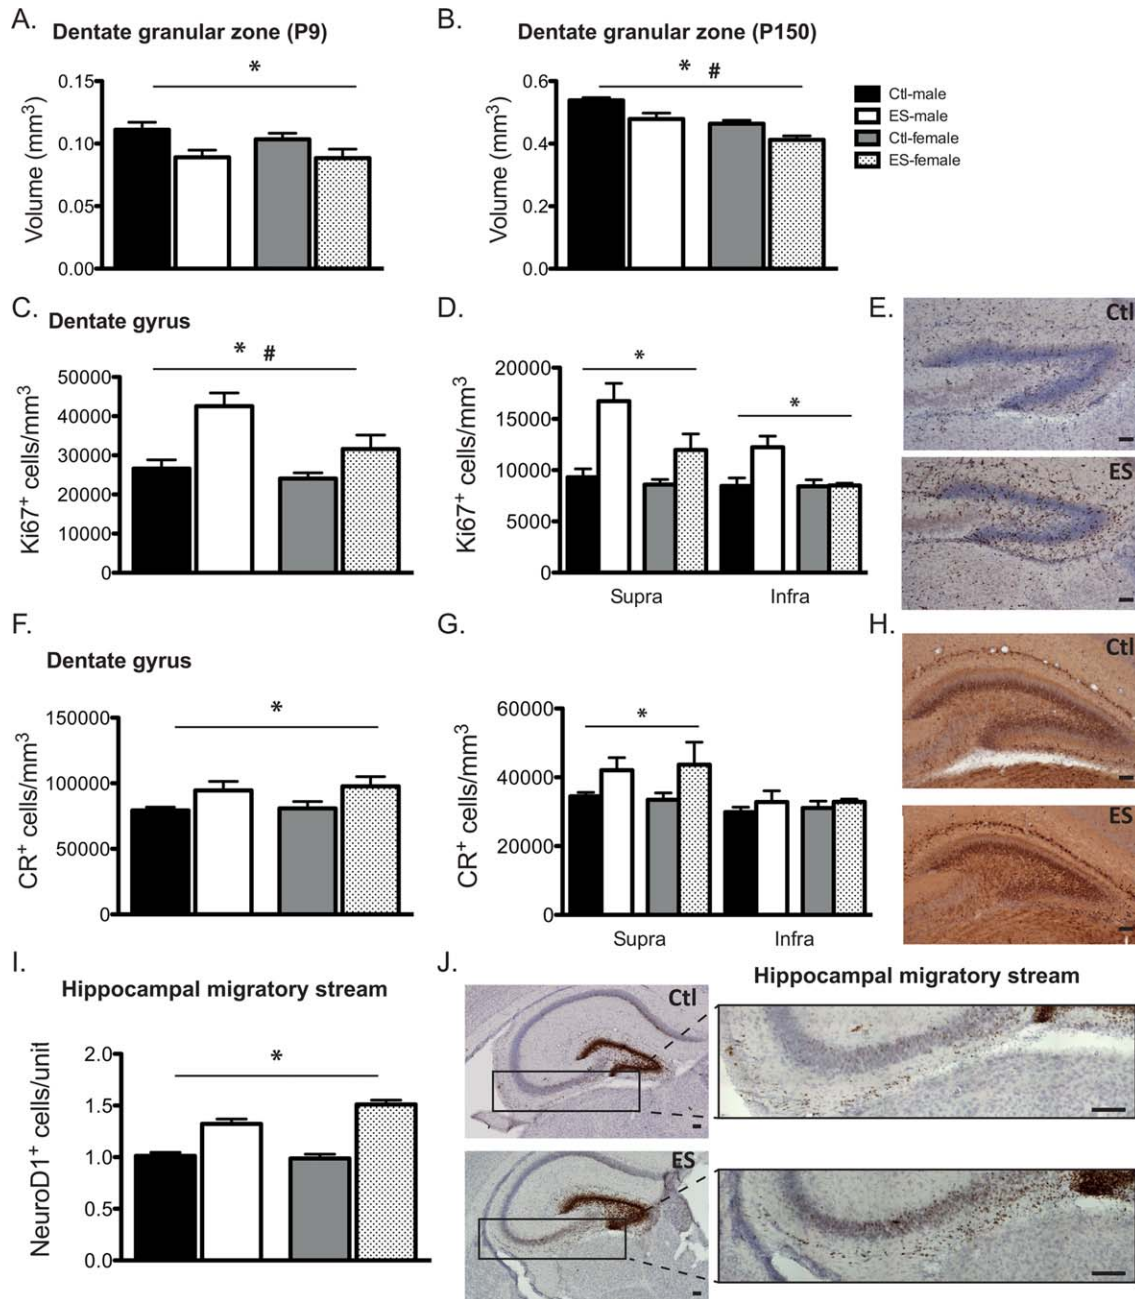 A.
Dentate granular zone (P9)
*
0.15
0.10
0.05
0.00
Volume (mm³)
B.
Dentate granular zone (P150)
* #
0.6
0.4
0.2
0.0
Volume (mm³)
Ctl-male
ES-male
Ctl-female
ES-female
C.
Dentate gyrus
* #
50000
40000
30000
20000
10000
0
Ki67⁺ cells/mm³
D.
*
*
20000
15000
10000
5000
0
Ki67⁺ cells/mm³
Supra Infra
E.
Ctl
ES
F.
Dentate gyrus
*
150000
100000
50000
0
CR⁺ cells/mm³
G.
*
60000
40000
20000
0
CR⁺ cells/mm³
Supra Infra
H.
Ctl
ES
I.
Hippocampal migratory stream
*
2.0
1.5
1.0
0.5
0.0
NeuroD1⁺ cells/unit
J.
Hippocampal migratory stream
Ctl
ES